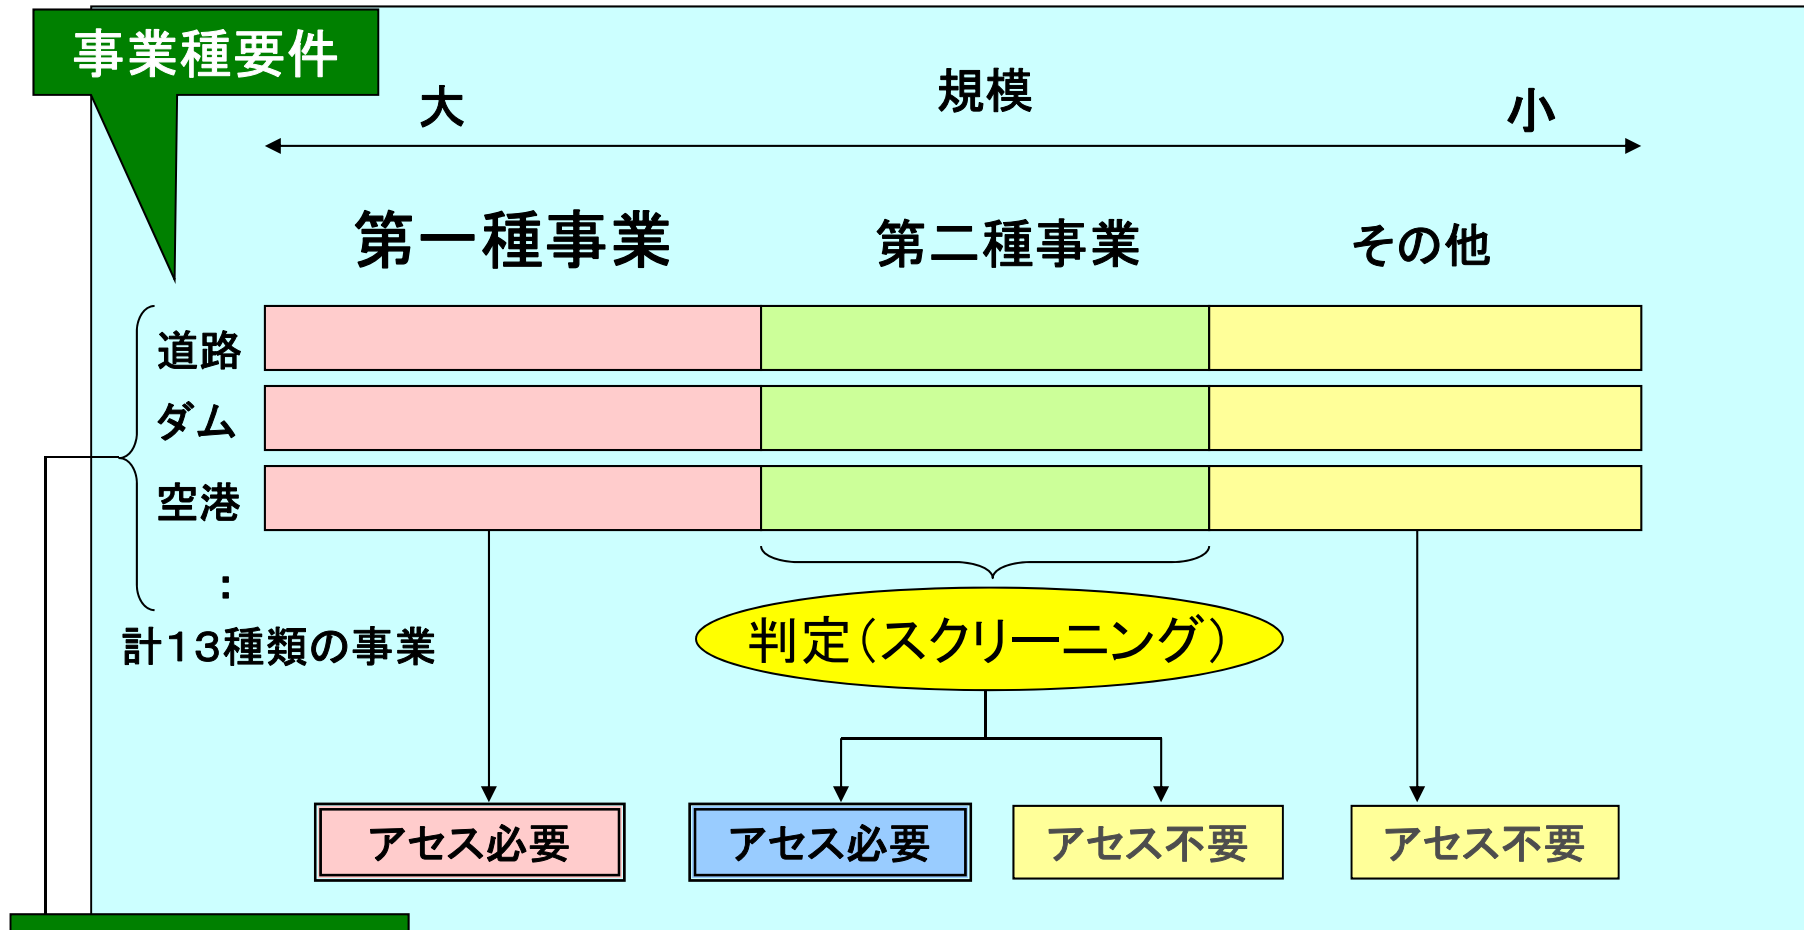 事業種要件
規模
大
小
第一種事業
第二種事業
その他
道路
ダム
空港
：
計１３種類の事業
判定（スクリーニング）
アセス必要
アセス必要
アセス不要
アセス不要